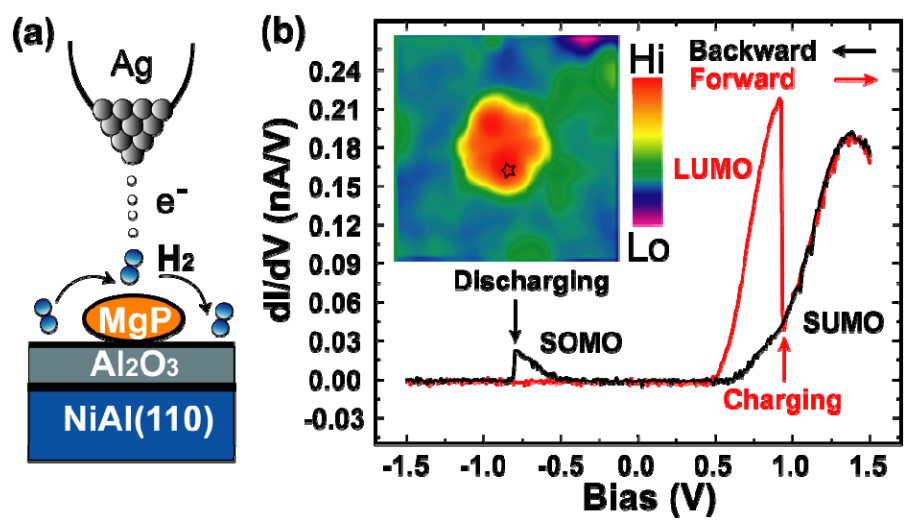 (a)
Ag
e⁻
H₂
MgP
Al₂O₃
NiAl(110)
(b)
dI/dV (nA/V)
0.24
0.21
0.18
0.15
0.12
0.09
0.06
0.03
0.00
-0.03
Hi
Lo
Backward
Forward
LUMO
Discharging
SOMO
SUMO
Charging
-1.5
-1.0
-0.5
0.0
0.5
1.0
1.5
Bias (V)